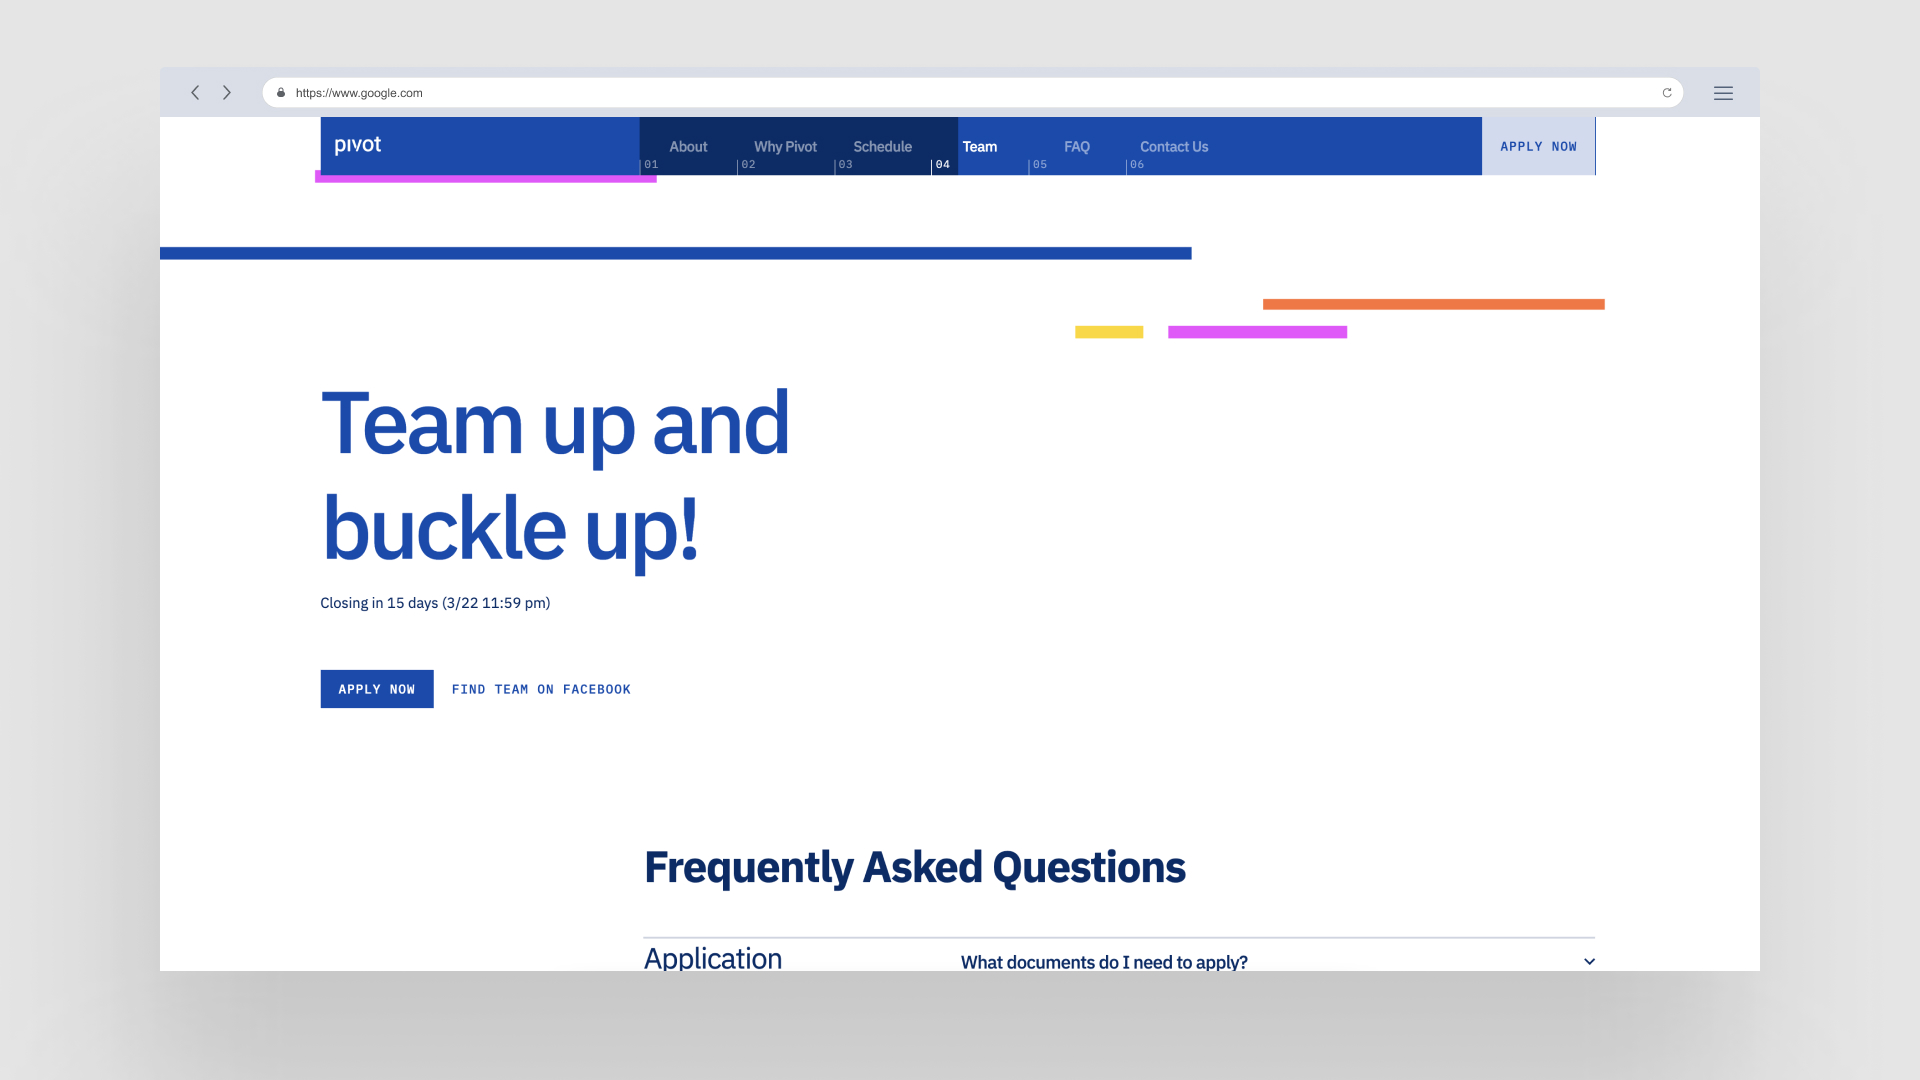 https://www.google.com
pivot
About Why Pivot Schedule Team FAQ Contact Us APPLY NOW
01 02 03 04 05 06
Team up and
buckle up!
Closing in 15 days (3/22 11:59 pm)
APPLY NOW FIND TEAM ON FACEBOOK
Frequently Asked Questions
Application What documents do I need to apply?